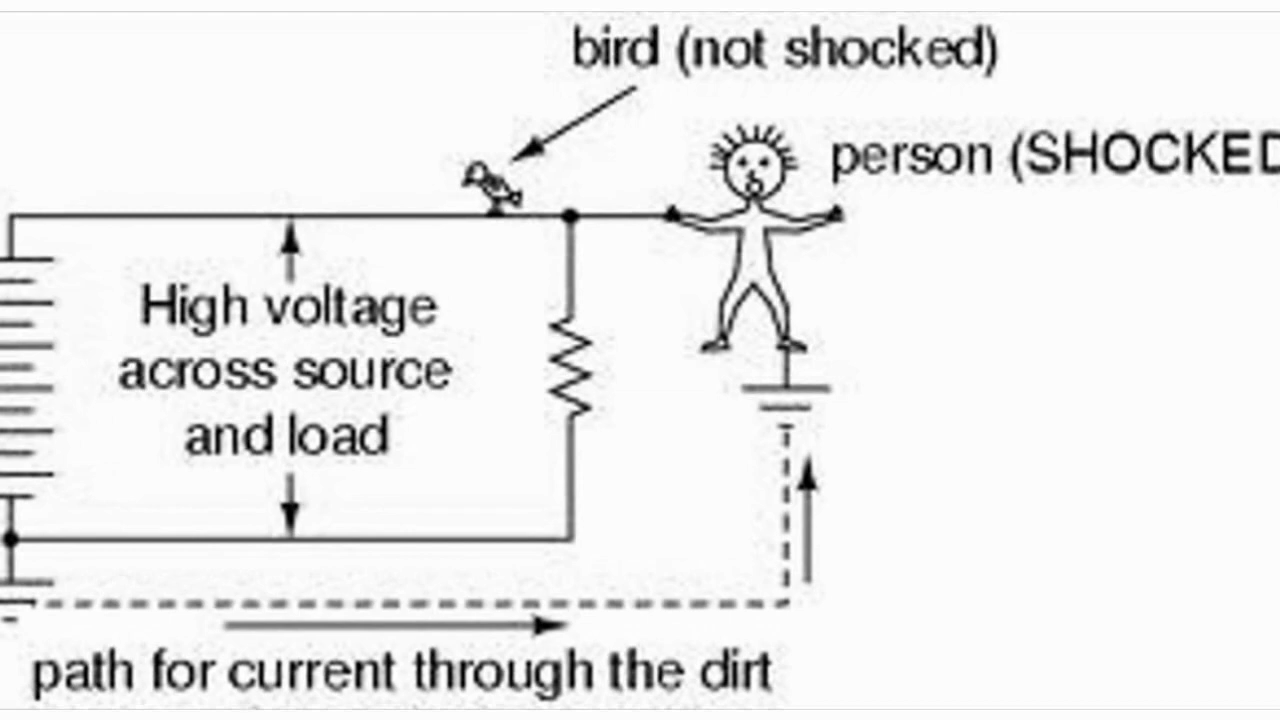 bird (not shocked)
person (SHOCKED
High voltage
across source
and load
path for current through the dirt